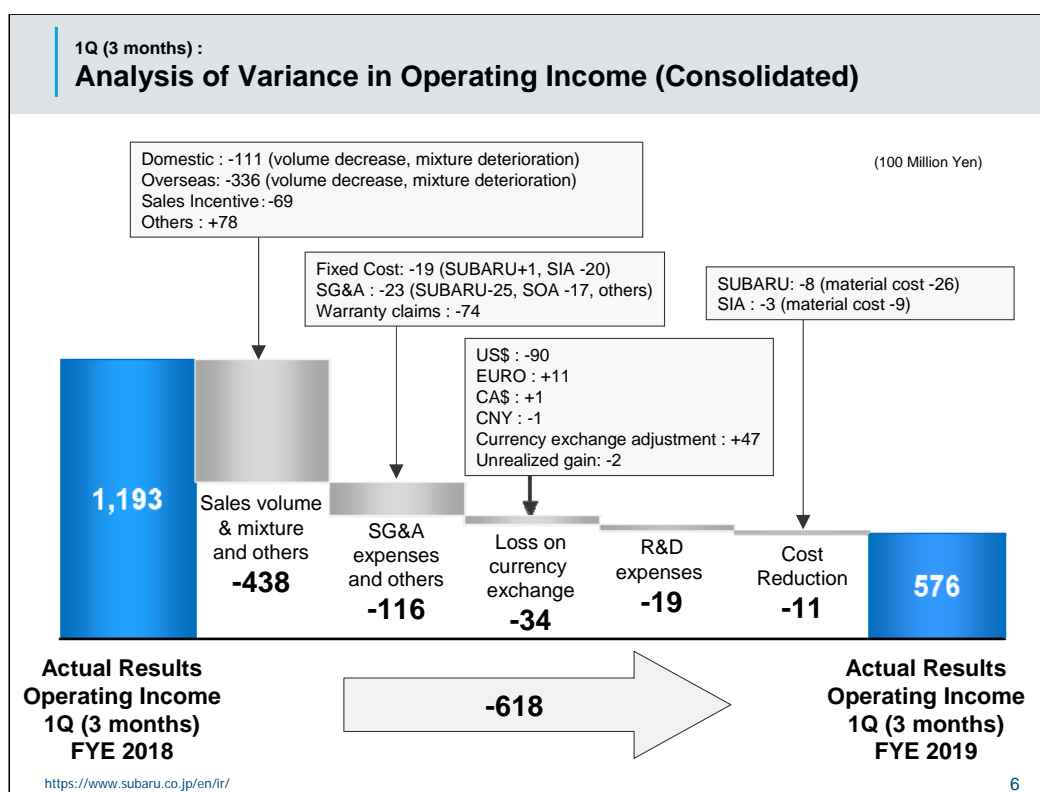 1Q (3 months) :
Analysis of Variance in Operating Income (Consolidated)
(100 Million Yen)
Domestic : -111 (volume decrease, mixture deterioration)
Overseas: -336 (volume decrease, mixture deterioration)
Sales Incentive：-69
Others : +78
Fixed Cost: -19 (SUBARU+1, SIA -20)
SG&A : -23 (SUBARU-25, SOA -17, others)
Warranty claims : -74
SUBARU: -8 (material cost -26)
SIA : -3 (material cost -9)
US$ : -90
EURO : +11
CA$ : +1
CNY : -1
Currency exchange adjustment : +47
Unrealized gain: -2
1,193
Sales volume
& mixture
and others
-438
SG&A
expenses
and others
-116
Loss on
currency
exchange
-34
R&D
expenses
-19
Cost
Reduction
-11
576
Actual Results
Operating Income
1Q (3 months)
FYE 2018
-618
Actual Results
Operating Income
1Q (3 months)
FYE 2019
https://www.subaru.co.jp/en/ir/
6